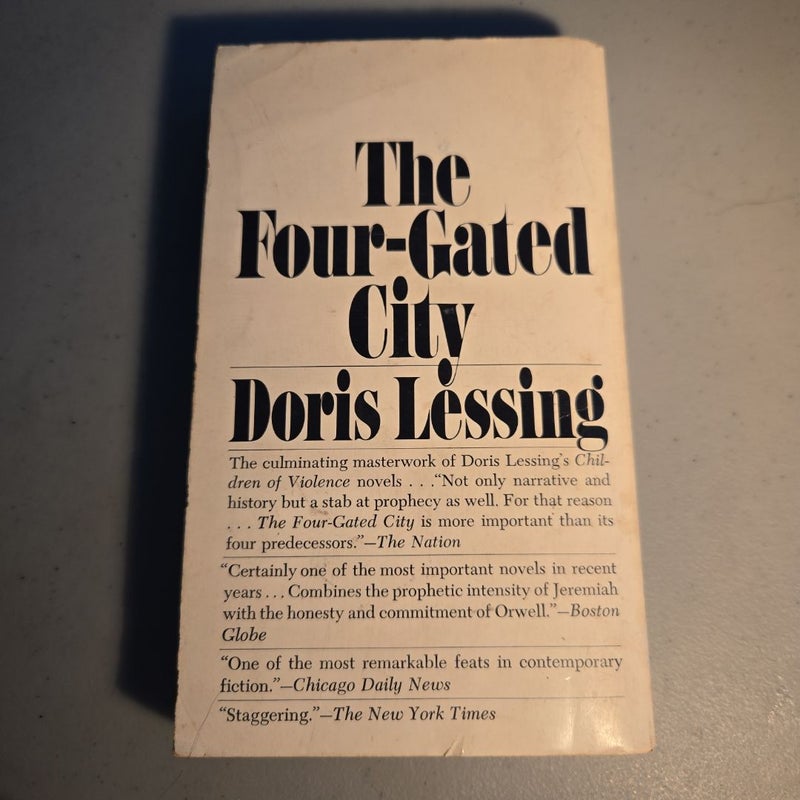 The
Four-Gated
City
Doris Lessing
The culminating masterwork of Doris Lessing's Chil-
dren of Violence novels . . .“Not only narrative and
history but a stab at prophecy as well. For that reason
. . . The Four-Gated City is more important than its
four predecessors.”—The Nation
“Certainly one of the most important novels in recent
years . . . Combines the prophetic intensity of Jeremiah
with the honesty and commitment of Orwell.”—Boston
Globe
“One of the most remarkable feats in contemporary
fiction.”—Chicago Daily News
“Staggering.”—The New York Times